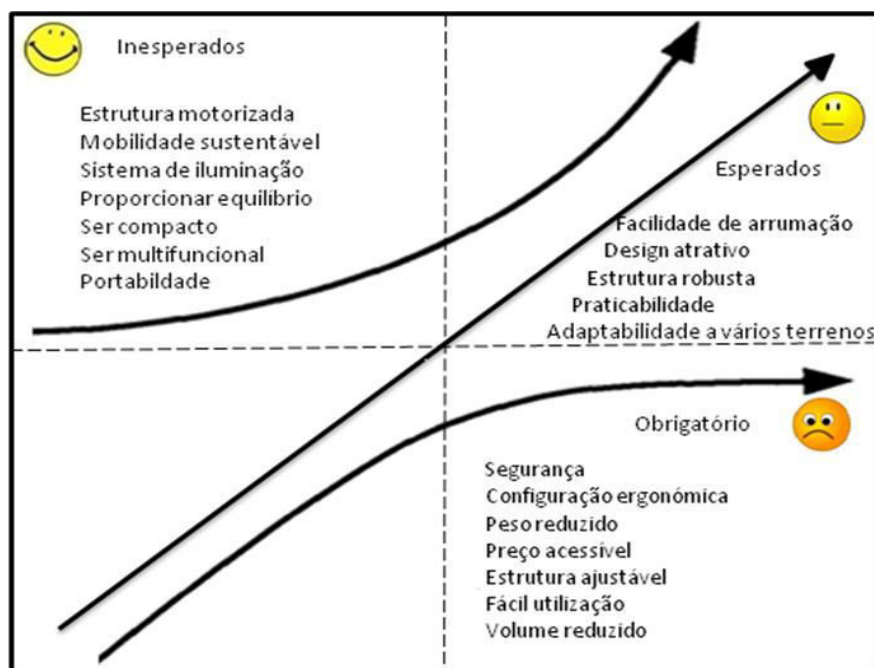 Inesperados
Estrutura motorizada
Mobilidade sustentável
Sistema de iluminação
Proporcionar equilíbrio
Ser compacto
Ser multifuncional
Portabildade
Esperados
Facilidade de arrumação
Design atrativo
Estrutura robusta
Praticabilidade
Adaptabilidade a vários terrenos
Obrigatório
Segurança
Configuração ergonómica
Peso reduzido
Preço acessível
Estrutura ajustável
Fácil utilização
Volume reduzido